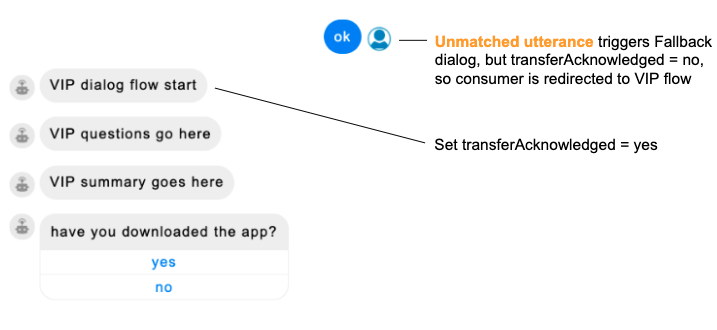 ok
Unmatched utterance triggers Fallback
dialog, but transferAcknowledged = no,
so consumer is redirected to VIP flow
VIP dialog flow start
VIP questions go here
Set transferAcknowledged = yes
VIP summary goes here
have you downloaded the app?
yes
no